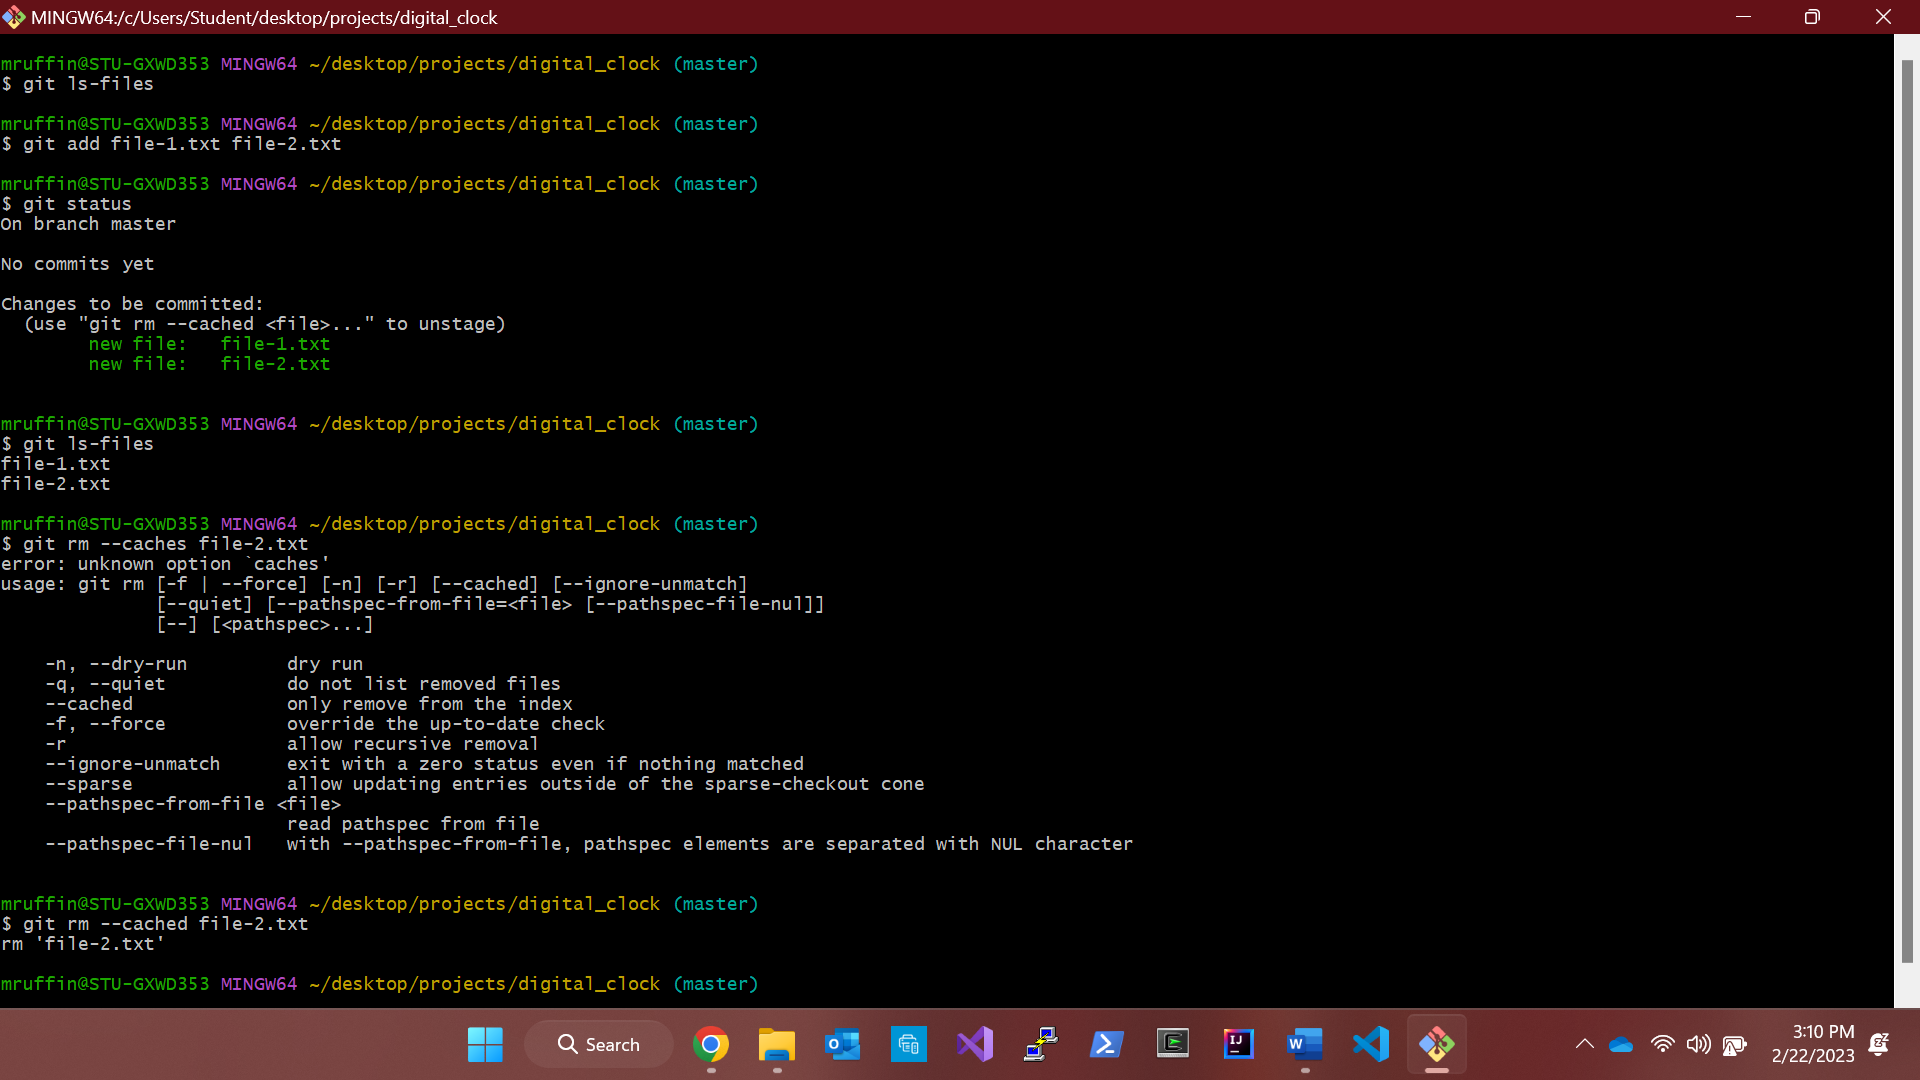 MINGW64:/c/Users/Student/desktop/projects/digital_clock
mruffin@STU-GXWD353 MINGW64 ~/desktop/projects/digital_clock (master)
$ git ls-files
mruffin@STU-GXWD353 MINGW64 ~/desktop/projects/digital_clock (master)
$ git add file-1.txt file-2.txt
mruffin@STU-GXWD353 MINGW64 ~/desktop/projects/digital_clock (master)
$ git status
On branch master
No commits yet
Changes to be committed:
  (use "git rm --cached <file>..." to unstage)
        new file:   file-1.txt
        new file:   file-2.txt
mruffin@STU-GXWD353 MINGW64 ~/desktop/projects/digital_clock (master)
$ git ls-files
file-1.txt
file-2.txt
mruffin@STU-GXWD353 MINGW64 ~/desktop/projects/digital_clock (master)
$ git rm --caches file-2.txt
error: unknown option `caches'
usage: git rm [-f | --force] [-n] [-r] [--cached] [--ignore-unmatch]
              [--quiet] [--pathspec-from-file=<file> [--pathspec-file-nul]]
              [--] [<pathspec>...]
    -n, --dry-run         dry run
    -q, --quiet           do not list removed files
    --cached              only remove from the index
    -f, --force           override the up-to-date check
    -r                    allow recursive removal
    --ignore-unmatch      exit with a zero status even if nothing matched
    --sparse              allow updating entries outside of the sparse-checkout cone
    --pathspec-from-file <file>
                          read pathspec from file
    --pathspec-file-nul   with --pathspec-from-file, pathspec elements are separated with NUL character
mruffin@STU-GXWD353 MINGW64 ~/desktop/projects/digital_clock (master)
$ git rm --cached file-2.txt
rm 'file-2.txt'
mruffin@STU-GXWD353 MINGW64 ~/desktop/projects/digital_clock (master)
Search
3:10 PM
2/22/2023